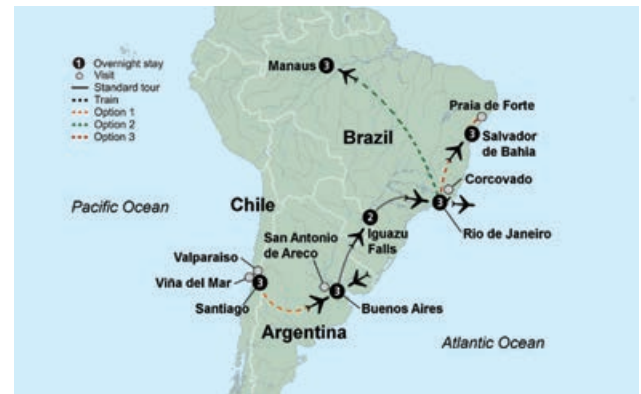 1 Overnight stay
Visit
Standard tour
Train
Option 1
Option 2
Option 3
Manaus 3
Praia de Forte
Brazil
3 Salvador
de Bahia
Corcovado
Pacific Ocean
Chile
2
3
San Antonio
de Areco
Iguazu
Falls
Rio de Janeiro
Valparaiso
Viña del Mar
3
Santiago
3
Buenos Aires
Argentina
Atlantic Ocean